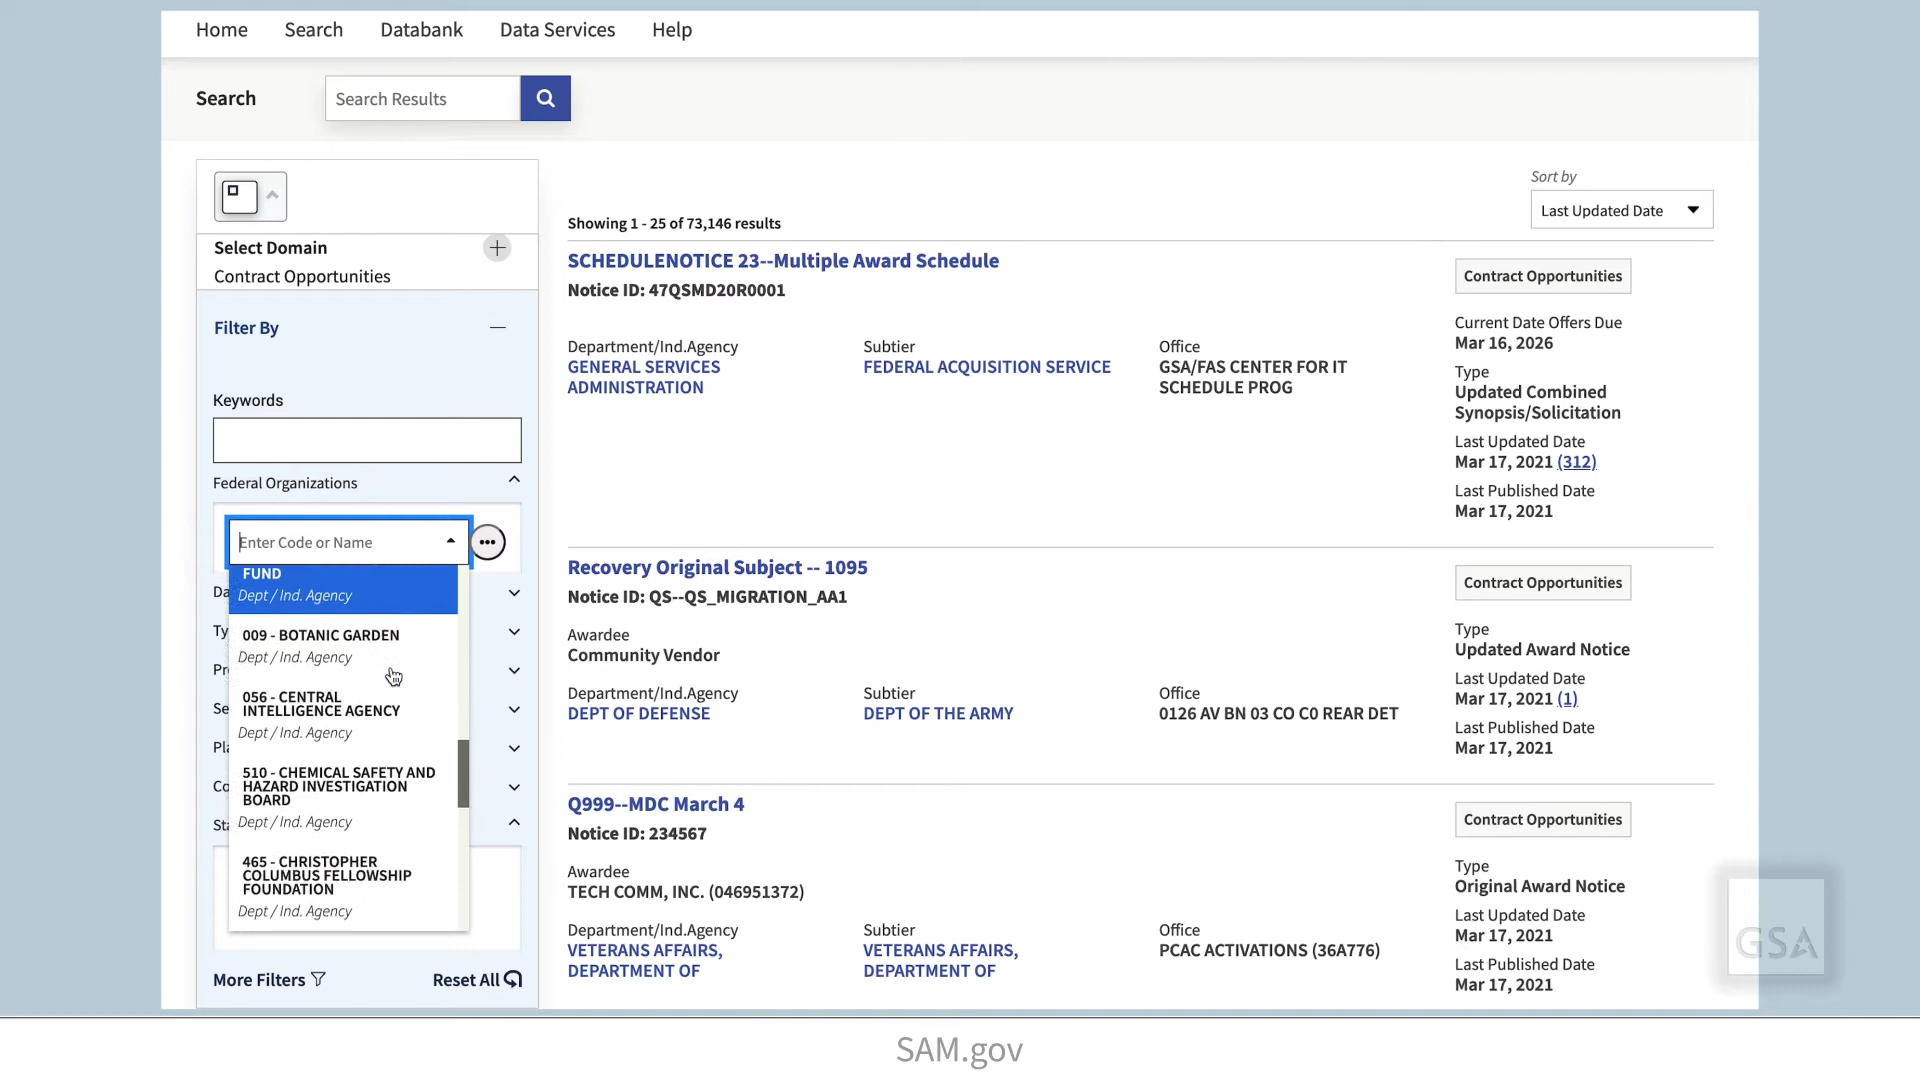 Home Search Databank Data Services Help
Search
Search Results
Select Domain
Contract Opportunities
Filter By
Keywords
Federal Organizations
Enter Code or Name
FUND
Dept / Ind. Agency
009 - BOTANIC GARDEN
Dept / Ind. Agency
056 - CENTRAL
INTELLIGENCE AGENCY
Dept / Ind. Agency
510 - CHEMICAL SAFETY AND
HAZARD INVESTIGATION
BOARD
Dept / Ind. Agency
465 - CHRISTOPHER
COLUMBUS FELLOWSHIP
FOUNDATION
Dept / Ind. Agency
Da
Ty
Pr
Se
Pla
Co
Sta
More Filters
Reset All
Sort by
Last Updated Date
Showing 1 - 25 of 73,146 results
SCHEDULENOTICE 23--Multiple Award Schedule
Notice ID: 47QSMD20R0001
Department/Ind.Agency
GENERAL SERVICES
ADMINISTRATION
Subtier
FEDERAL ACQUISITION SERVICE
Office
GSA/FAS CENTER FOR IT
SCHEDULE PROG
Contract Opportunities
Current Date Offers Due
Mar 16, 2026
Type
Updated Combined
Synopsis/Solicitation
Last Updated Date
Mar 17, 2021 (312)
Last Published Date
Mar 17, 2021
Recovery Original Subject -- 1095
Notice ID: QS--QS_MIGRATION_AA1
Awardee
Community Vendor
Department/Ind.Agency
DEPT OF DEFENSE
Subtier
DEPT OF THE ARMY
Office
0126 AV BN 03 CO C0 REAR DET
Contract Opportunities
Type
Updated Award Notice
Last Updated Date
Mar 17, 2021 (1)
Last Published Date
Mar 17, 2021
Q999--MDC March 4
Notice ID: 234567
Awardee
TECH COMM, INC. (046951372)
Department/Ind.Agency
VETERANS AFFAIRS,
DEPARTMENT OF
Subtier
VETERANS AFFAIRS,
DEPARTMENT OF
Office
PCAC ACTIVATIONS (36A776)
Contract Opportunities
Type
Original Award Notice
Last Updated Date
Mar 17, 2021
Last Published Date
Mar 17, 2021
GSA
SAM.gov